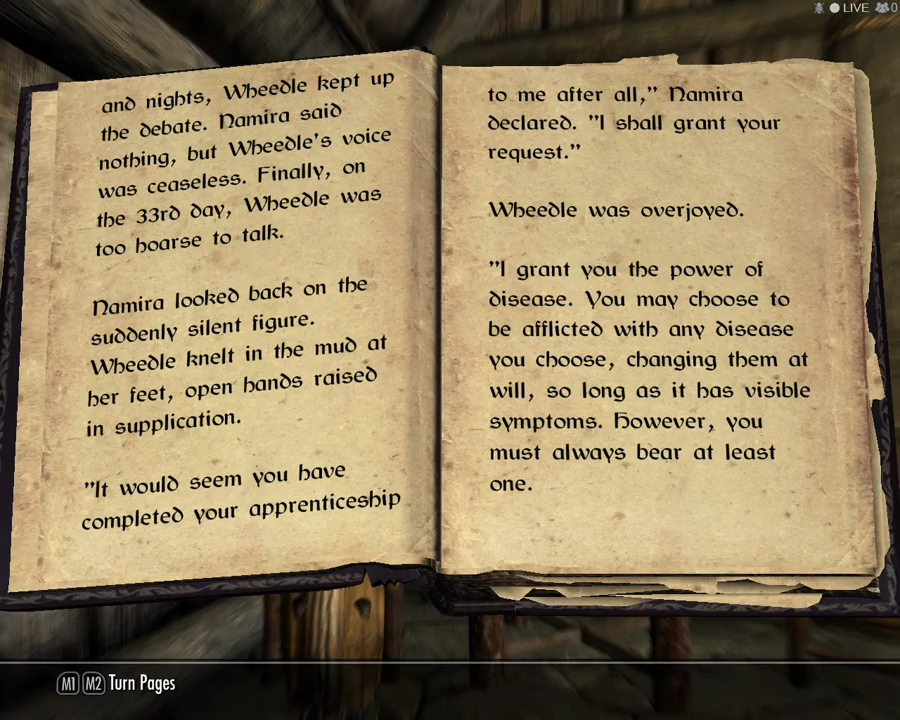 LIVE 0
and nights, Wheedle kept up
the debate. Namira said
nothing, but Wheedle's voice
was ceaseless. Finally, on
the 33rd day, Wheedle was
too hoarse to talk.
Namira looked back on the
suddenly silent figure.
Wheedle knelt in the mud at
her feet, open hands raised
in supplication.
"It would seem you have
completed your apprenticeship
to me after all," Namira
declared. "I shall grant your
request."
Wheedle was overjoyed.
"I grant you the power of
disease. You may choose to
be afflicted with any disease
you choose, changing them at
will, so long as it has visible
symptoms. However, you
must always bear at least
one.
M1 M2 Turn Pages